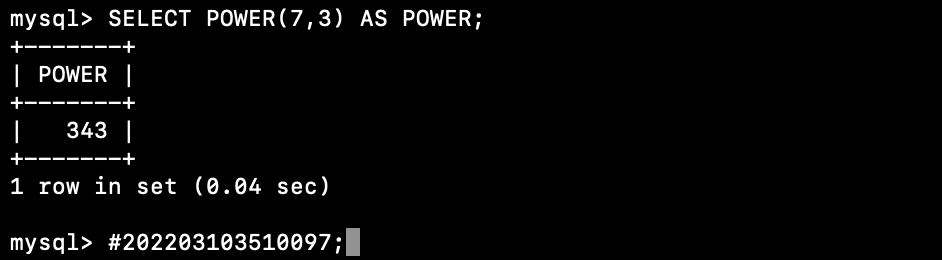 mysql> SELECT POWER(7,3) AS POWER;
+-------+
| POWER |
+-------+
|   343 |
+-------+
1 row in set (0.04 sec)
mysql> #202203103510097;